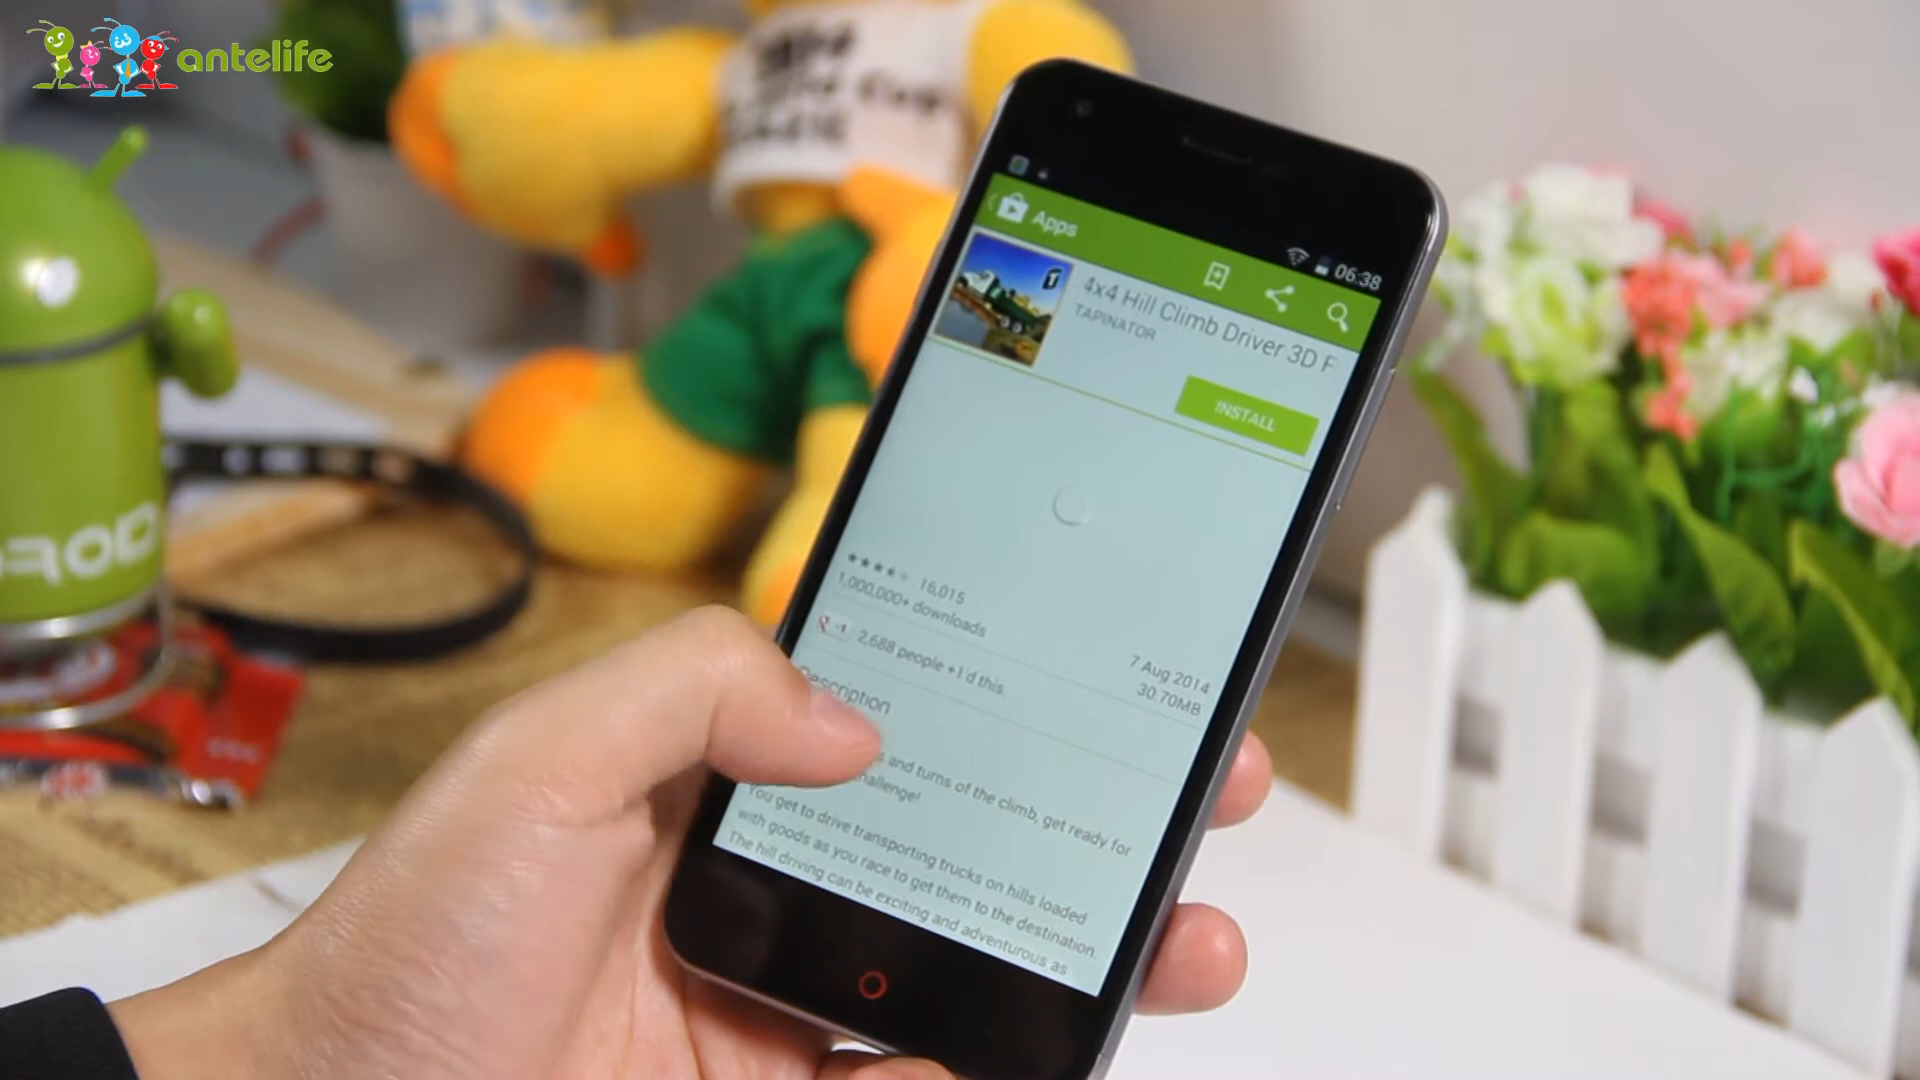 antelife
06:38
Apps
4x4 Hill Climb Driver 3D F
TAPINATOR
INSTALL
16,015
1,000,000+ downloads
7 Aug 2014
30.70MB
2,688 people +1'd this.
Description
and turns of the climb, get ready for
challenge!
You get to drive transporting trucks on hills loaded
with goods as you race to get them to the destination.
The hill driving can be exciting and adventurous as